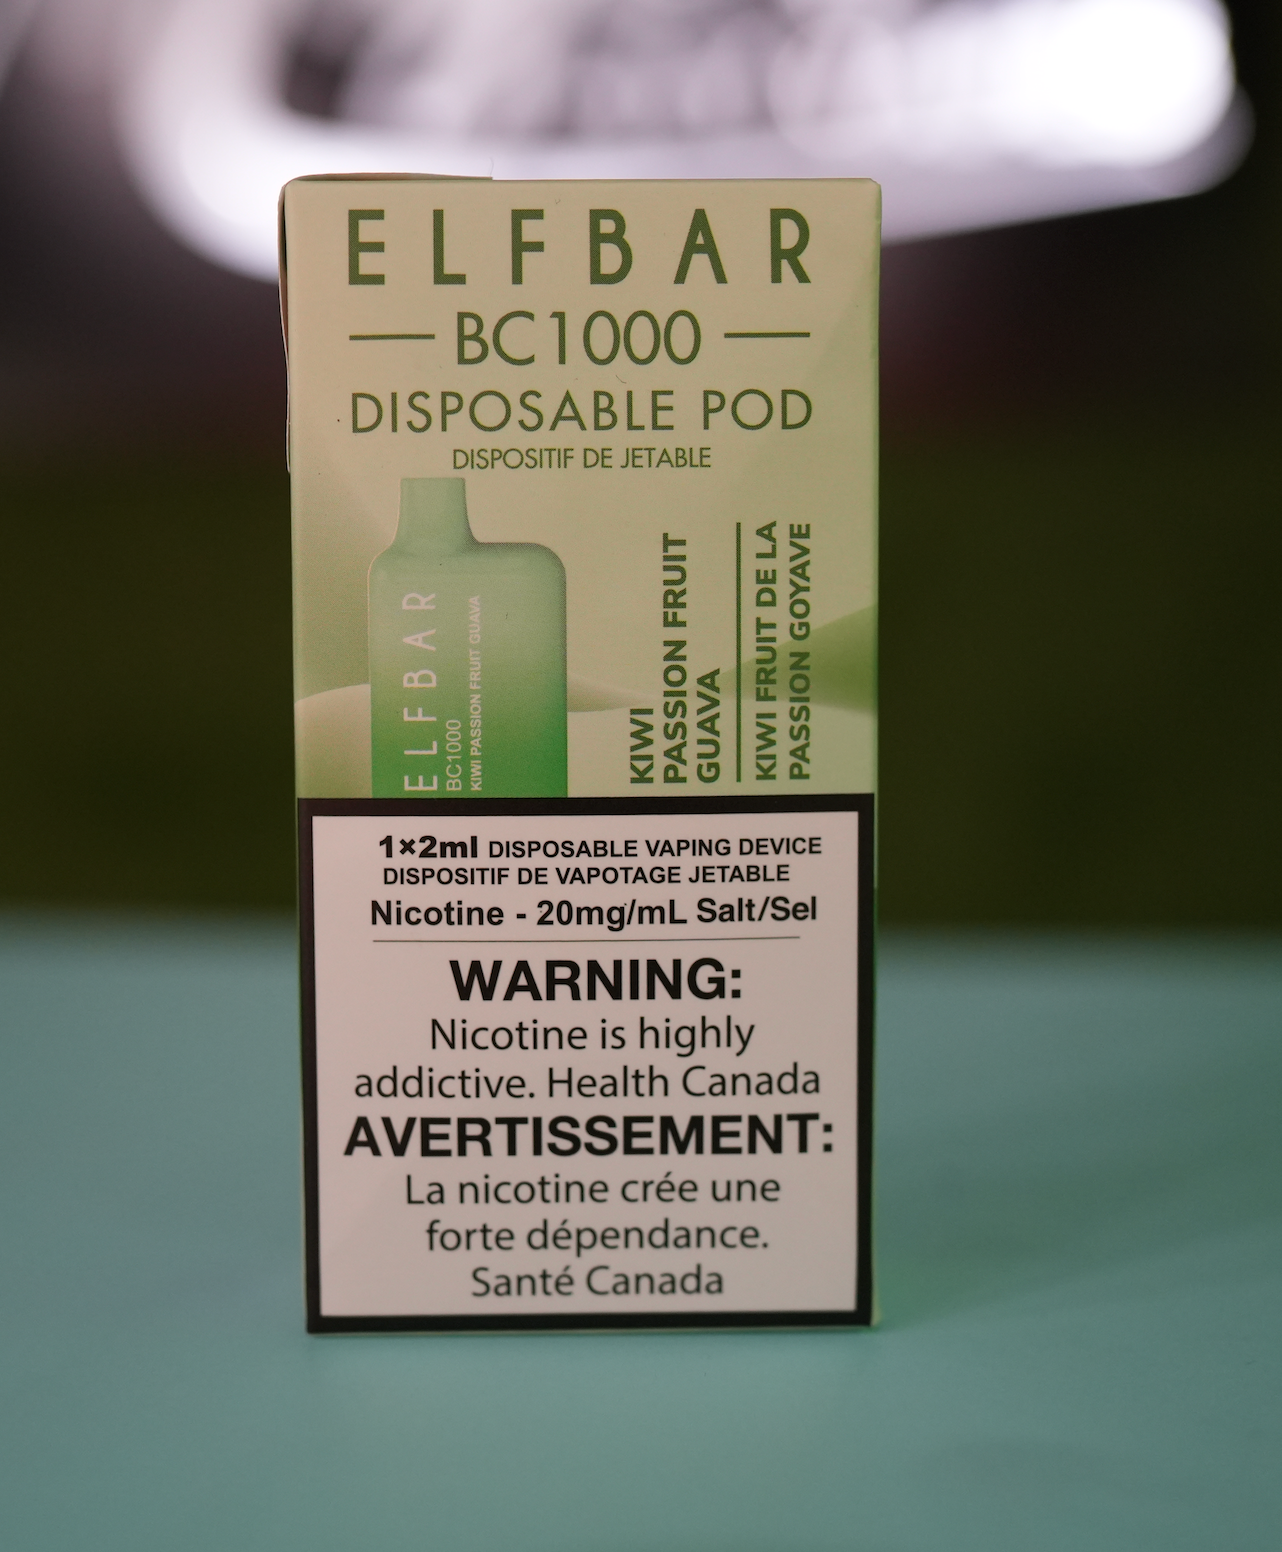 ELFBAR
BC1000
DISPOSABLE POD
DISPOSITIF DE JETABLE
ELFBAR
BC1000
KIWI PASSION FRUIT GUAVA
KIWI
PASSION FRUIT
GUAVA
KIWI FRUIT DE LA
PASSION GOYAVE
1×2ml DISPOSABLE VAPING DEVICE
DISPOSITIF DE VAPOTAGE JETABLE
Nicotine - 20mg/mL Salt/Sel
WARNING:
Nicotine is highly
addictive. Health Canada
AVERTISSEMENT:
La nicotine crée une
forte dépendance.
Santé Canada